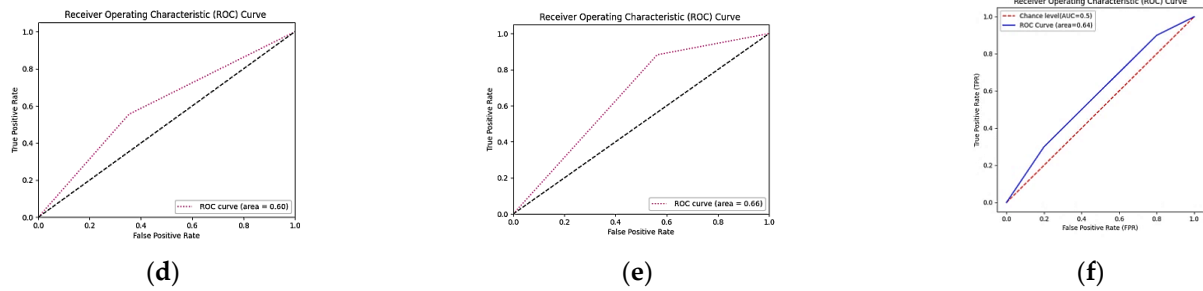 Receiver Operating Characteristic (ROC) Curve
True Positive Rate
1.0
0.8
0.6
0.4
0.2
0.0
0.0 0.2 0.4 0.6 0.8 1.0
False Positive Rate
ROC curve (area = 0.60)
(d)
Receiver Operating Characteristic (ROC) Curve
True Positive Rate
1.0
0.8
0.6
0.4
0.2
0.0
0.0 0.2 0.4 0.6 0.8 1.0
False Positive Rate
ROC curve (area = 0.66)
(e)
Receiver Operating Characteristic (ROC) Curve
Chance level(AUC=0.5)
ROC Curve (area=0.64)
True Positive Rate (TPR)
1.0
0.8
0.6
0.4
0.2
0.0
0.0 0.2 0.4 0.6 0.8 1.0
False Positive Rate (FPR)
(f)